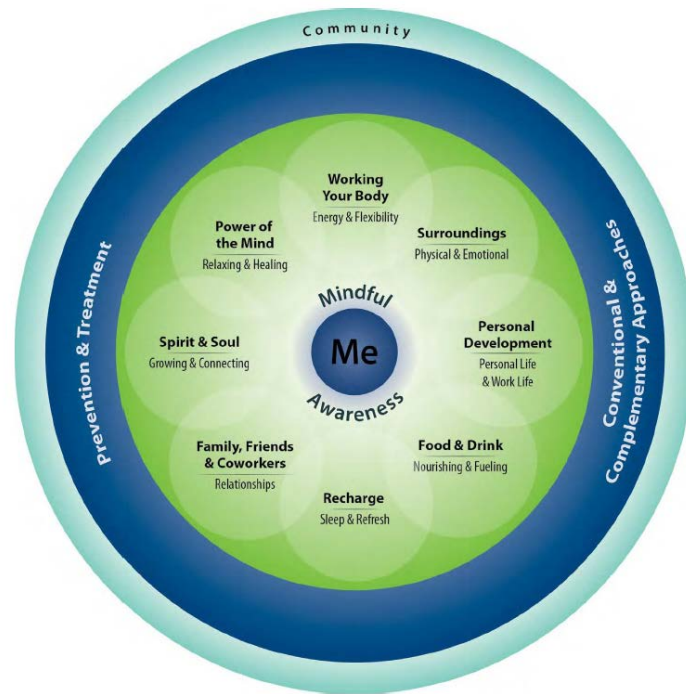 Community
Working
Your Body
Energy & Flexibility
Surroundings
Physical & Emotional
Personal
Development
Personal Life
& Work Life
Food & Drink
Nourishing & Fueling
Recharge
Sleep & Refresh
Family, Friends
& Coworkers
Relationships
Spirit & Soul
Growing & Connecting
Power of
the Mind
Relaxing & Healing
Mindful
Me
Awareness
Prevention & Treatment
Conventional &
Complementary Approaches